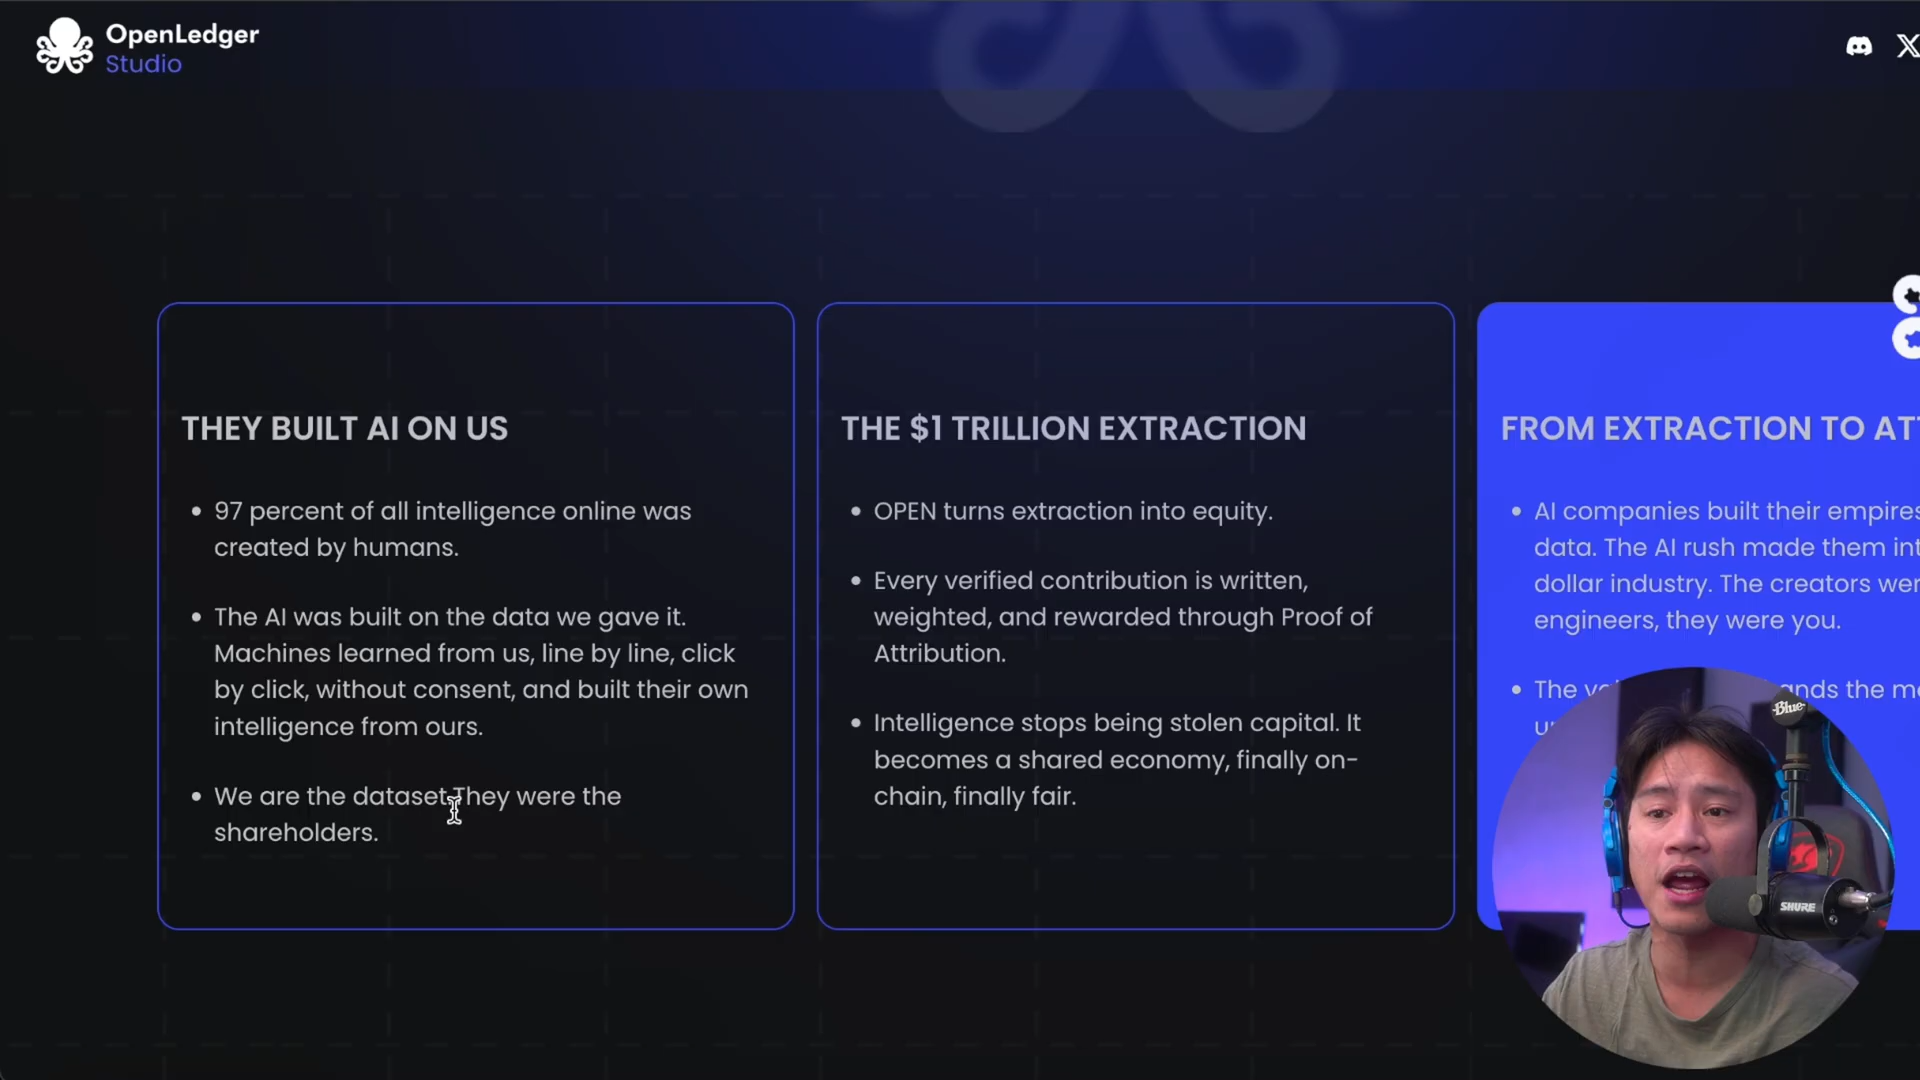 OpenLedger
Studio
THEY BUILT AI ON US
97 percent of all intelligence online was
created by humans.
The AI was built on the data we gave it.
Machines learned from us, line by line, click
by click, without consent, and built their own
intelligence from ours.
We are the dataset.They were the
shareholders.
THE $1 TRILLION EXTRACTION
OPEN turns extraction into equity.
Every verified contribution is written,
weighted, and rewarded through Proof of
Attribution.
Intelligence stops being stolen capital. It
becomes a shared economy, finally on-
chain, finally fair.
FROM EXTRACTION TO
AI companies built their empires
data. The AI rush made them
dollar industry. The creators
engineers, they were you.
The
the
Blue
SHURE